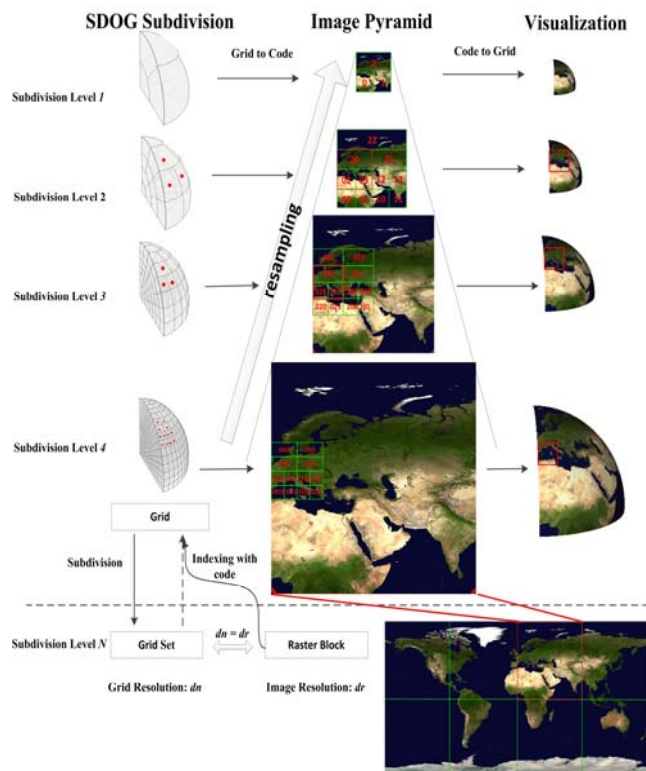 SDOG Subdivision
Image Pyramid
Visualization
Grid to Code
Code to Grid
Subdivision Level 1
Subdivision Level 2
22
Subdivision Level 3
resampling
020
Subdivision Level 4
Grid
Subdivision
Indexing with
code
Subdivision Level N
Grid Set
dn = dr
Raster Block
Grid Resolution: dn
Image Resolution: dr